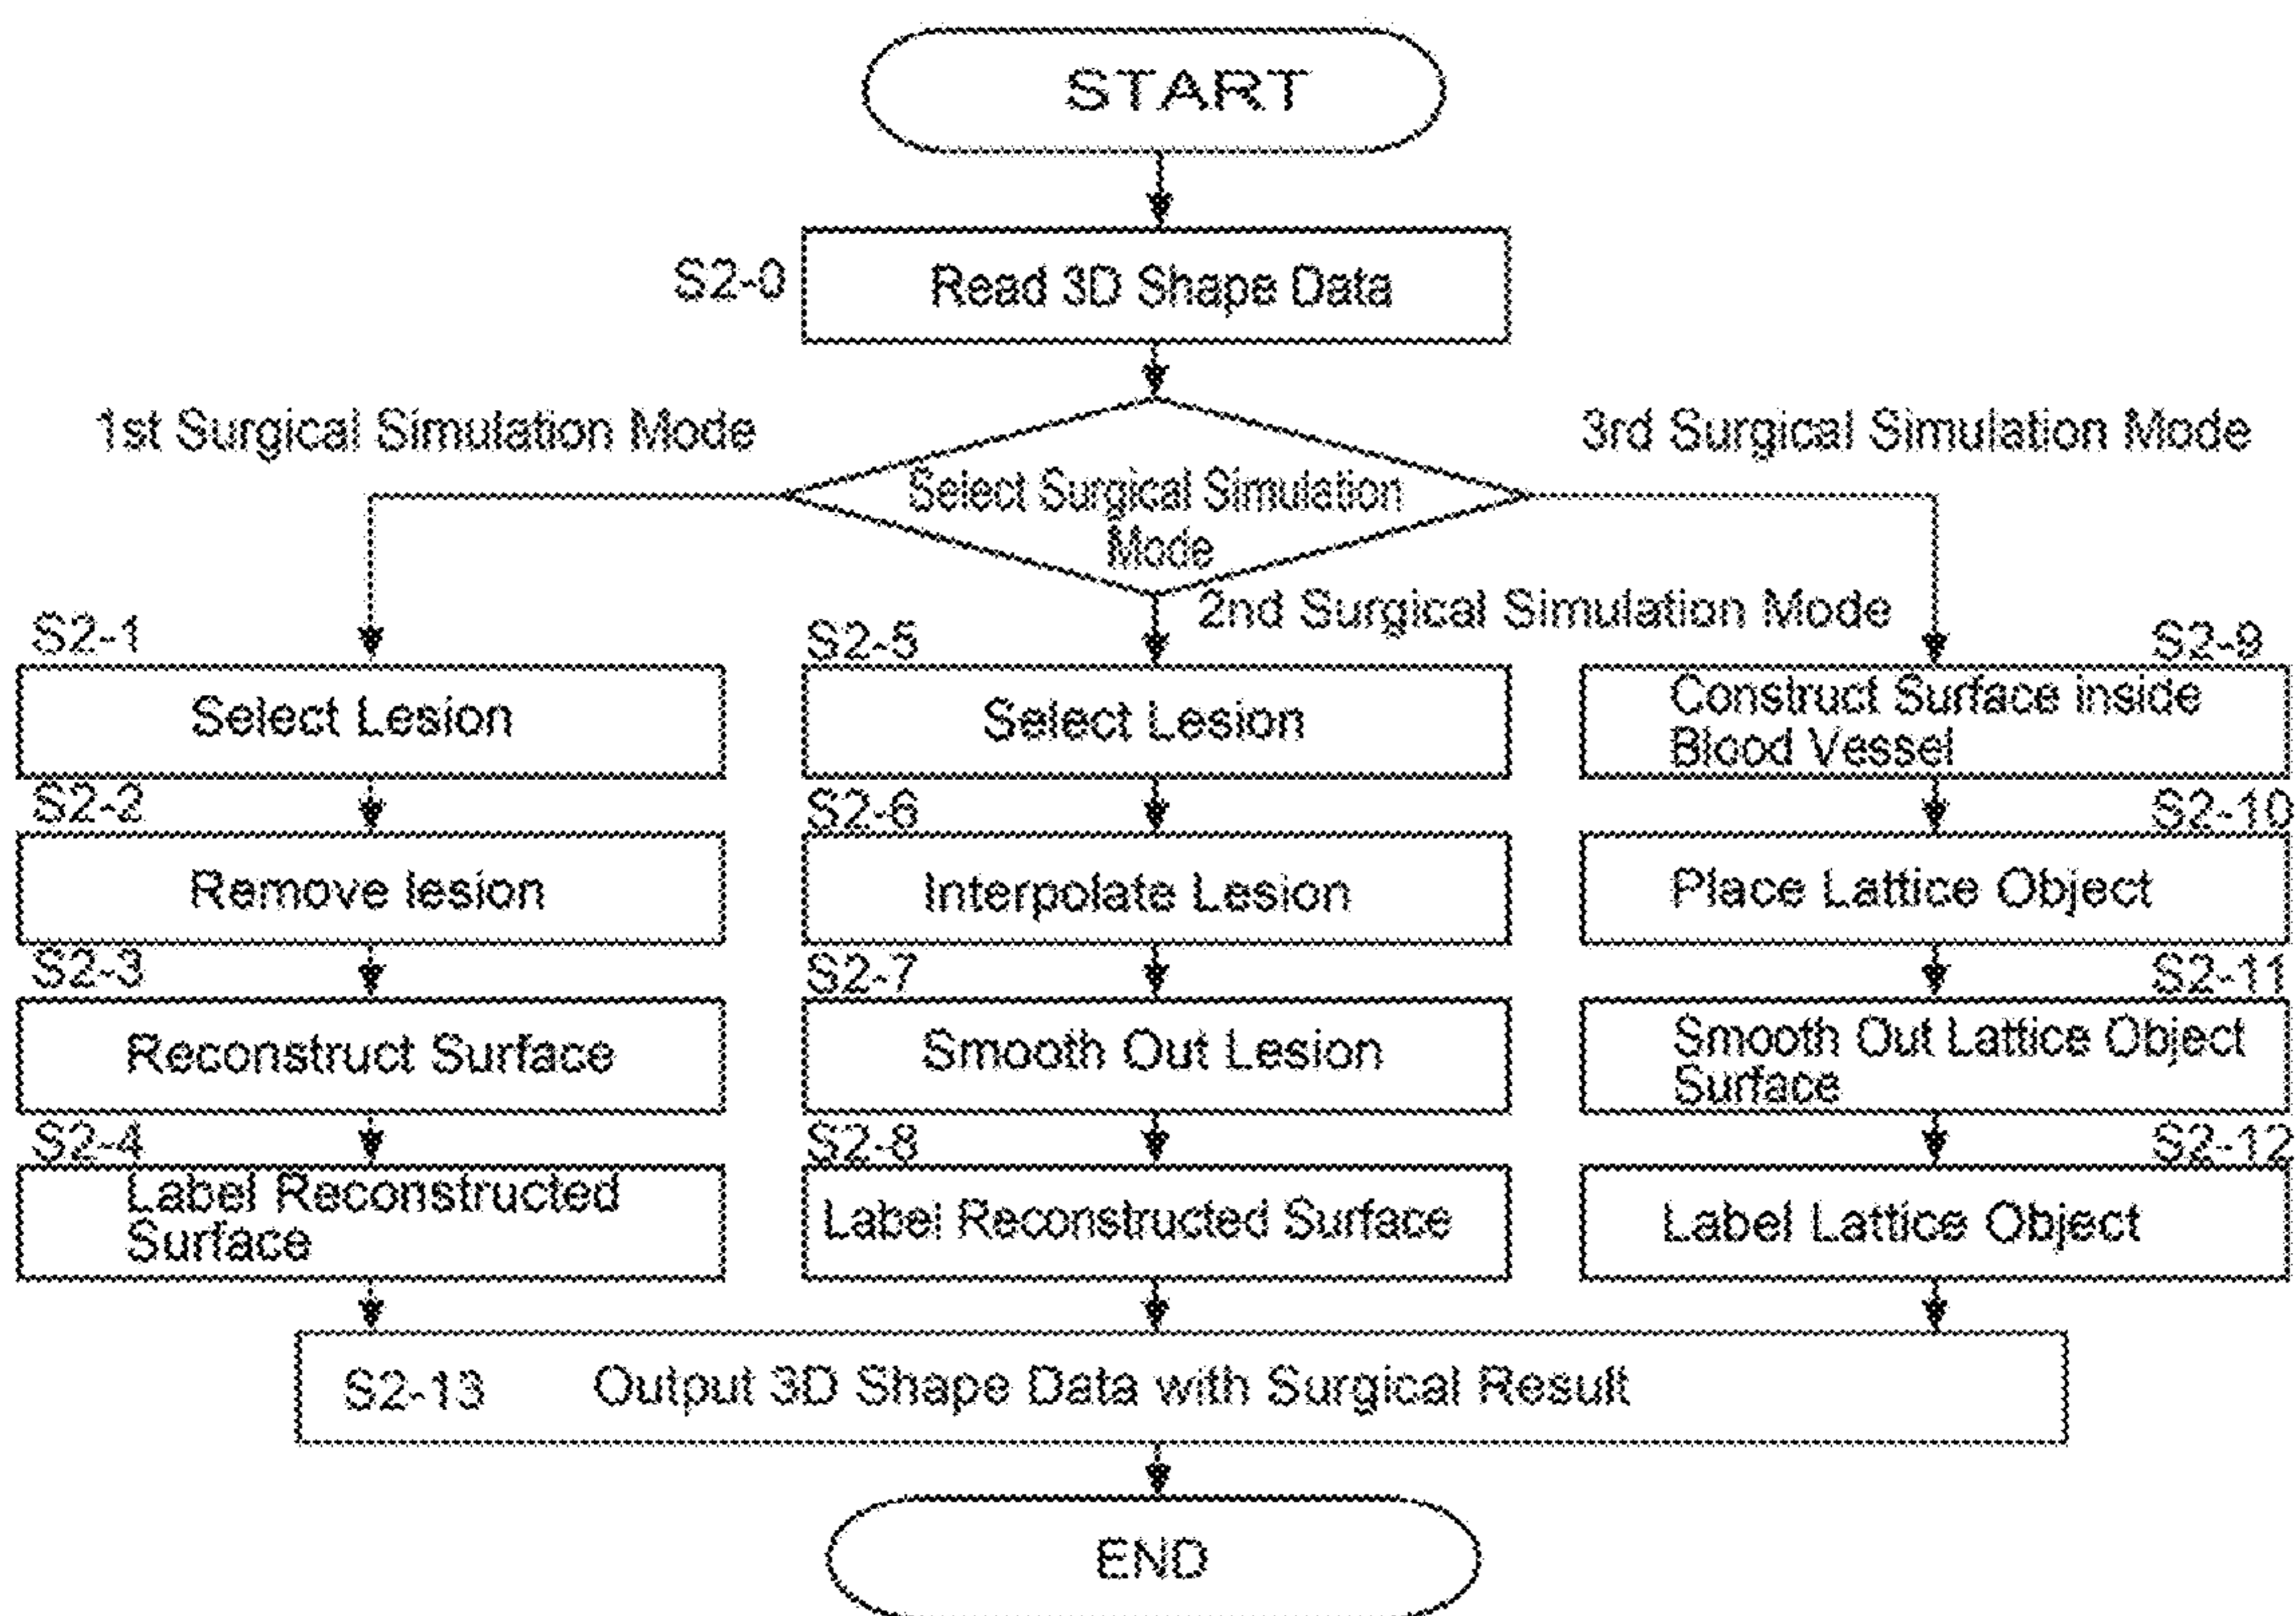 START
S2-0
Read 3D Shape Data
1st Surgical Simulation Mode
3rd Surgical Simulation Mode
Select Surgical Simulation
Mode
2nd Surgical Simulation Mode
S2-1
Select Lesion
S2-2
Remove lesion
S2-3
Reconstruct Surface
S2-4
Label Reconstructed
Surface
S2-5
Select Lesion
S2-6
Interpolate Lesion
S2-7
Smooth Out Lesion
S2-8
Label Reconstructed Surface
S2-9
Construct Surface inside
Blood Vessel
S2-10
Place Lattice Object
S2-11
Smooth Out Lattice Object
Surface
S2-12
Label Lattice Object
S2-13 Output 3D Shape Data with Surgical Result
END